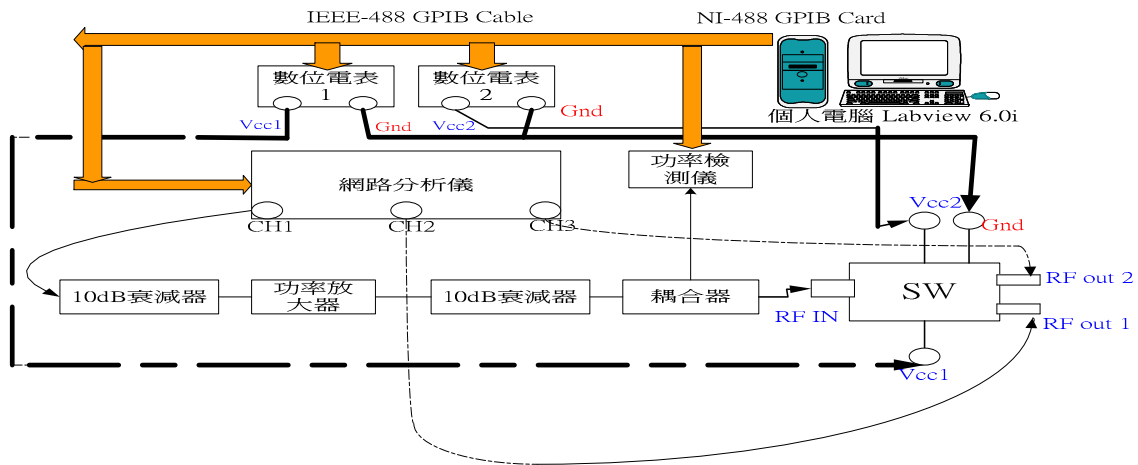 IEEE-488 GPIB Cable
NI-488 GPIB Card
數位電表
1
數位電表
2
Vcc1
Gnd
Vcc2
Gnd
個人電腦 Labview 6.0i
網路分析儀
功率檢
測儀
CH1
CH2
CH3
Vcc2
Gnd
10dB衰減器
功率放
大器
10dB衰減器
耦合器
RF IN
SW
RF out 2
RF out 1
Vcc1